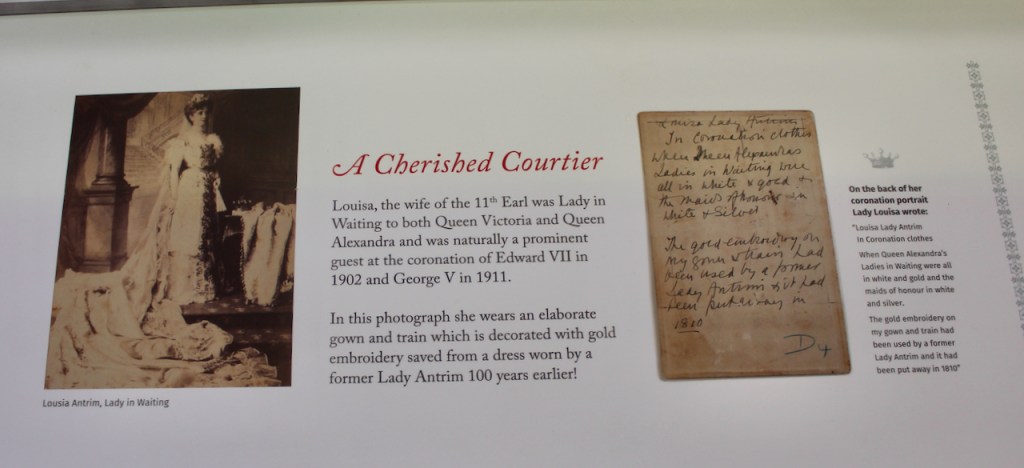 Lousia Antrim, Lady in Waiting
A Cherished Courtier
Louisa, the wife of the 11th Earl was Lady in
Waiting to both Queen Victoria and Queen
Alexandra and was naturally a prominent
guest at the coronation of Edward VII in
1902 and George V in 1911.
In this photograph she wears an elaborate
gown and train which is decorated with gold
embroidery saved from a dress worn by a
former Lady Antrim 100 years earlier!
Louisa Lady Antrim
In Coronation clothes
When Queen Alexandras
Ladies in Waiting were
all in white & gold &
the maids of honour in
white & silver
The gold embroidery on
my gown & train had
been used by a former
Lady Antrim & it had
been put away in
1810
D4
On the back of her
coronation portrait
Lady Louisa wrote:
"Louisa Lady Antrim
In Coronation clothes
When Queen Alexandra's
Ladies in Waiting were all
in white and gold and the
maids of honour in white
and silver.
The gold embroidery on
my gown and train had
been used by a former
Lady Antrim and it had
been put away in 1810"